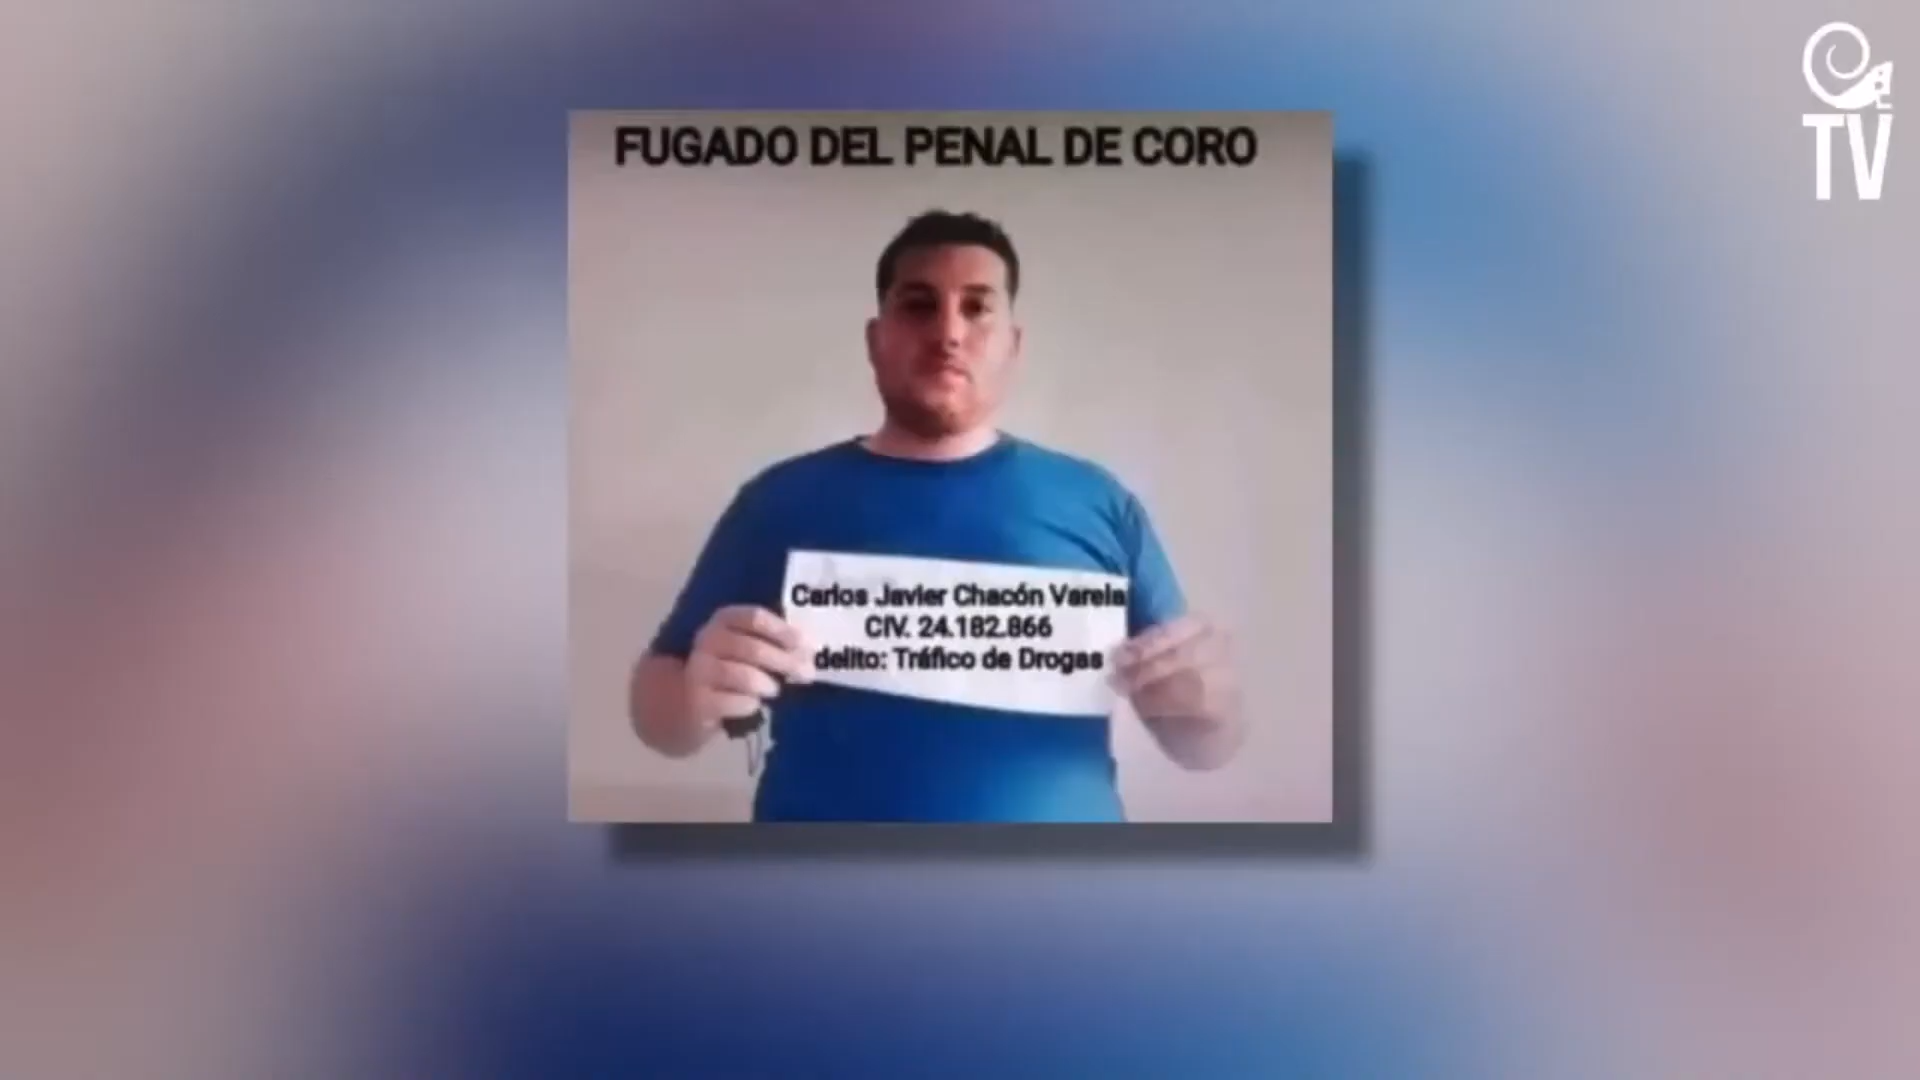 FUGADO DEL PENAL DE CORO
TV
Carlos Javier Chacón Varela
CIV. 24.182.866
delito: Tráfico de Drogas